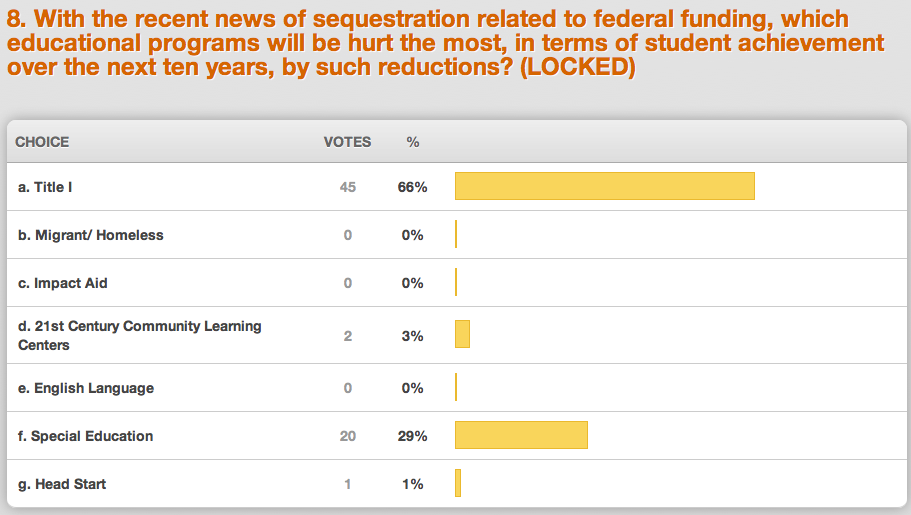 8. With the recent news of sequestration related to federal funding, which
educational programs will be hurt the most, in terms of student achievement
over the next ten years, by such reductions? (LOCKED)
CHOICE VOTES %
a. Title I 45 66%
b. Migrant/ Homeless 0 0%
c. Impact Aid 0 0%
d. 21st Century Community Learning
Centers 2 3%
e. English Language 0 0%
f. Special Education 20 29%
g. Head Start 1 1%